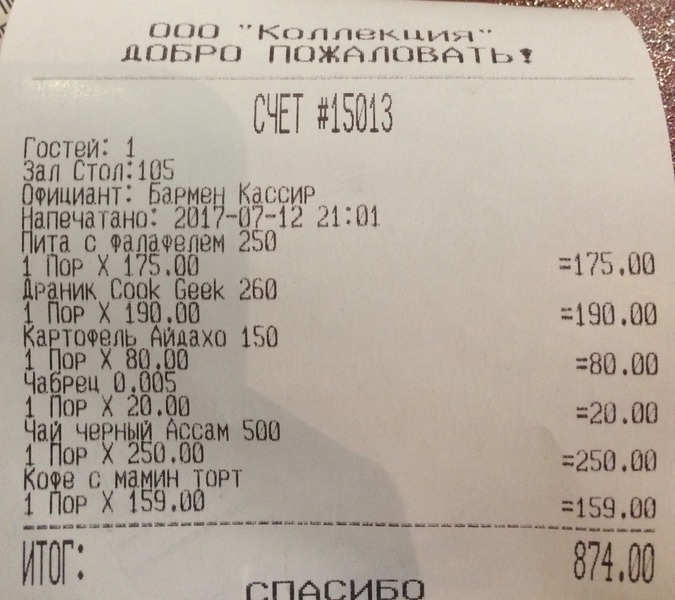 ООО "Коллекция"
ДОБРО ПОЖАЛОВАТЬ!
СЧЕТ #15013
Гостей: 1
Зал Стол:105
Официант: Бармен Кассир
Напечатано: 2017-07-12 21:01
Пита с фалафелем 250
1 Пор X 175.00 =175.00
Драник Cook Geek 260
1 Пор X 190.00 =190.00
Картофель Айдахо 150
1 Пор X 80.00 =80.00
Чабрец 0.005
1 Пор X 20.00 =20.00
Чай черный Ассам 500
1 Пор X 250.00 =250.00
Кофе с мамин торт
1 Пор X 159.00 =159.00
ИТОГ: 874.00
СПАСИБО